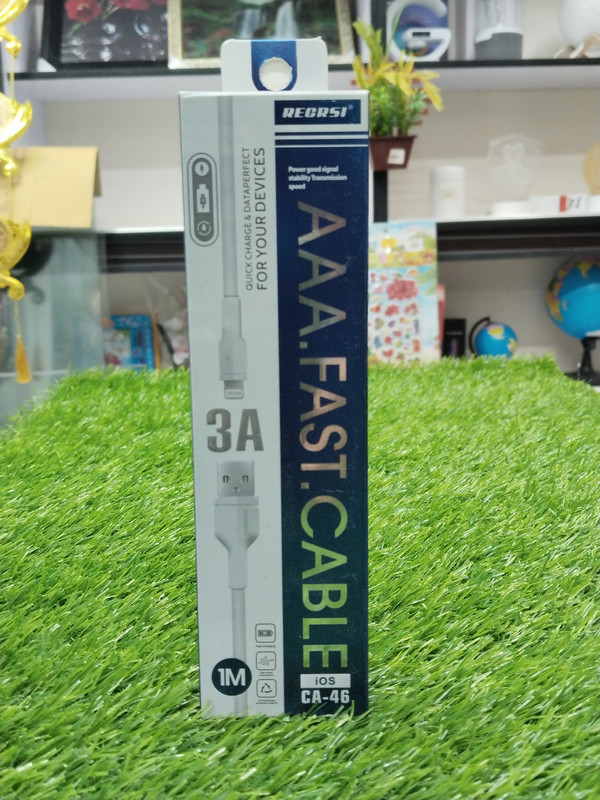 RECRSI
Power good signal
stability Transmission
speed
AAA.FAST.CABLE
iOS
CA-46
QUICK CHARGE & DATAPERFECT
FOR YOUR DEVICES
3A
1M